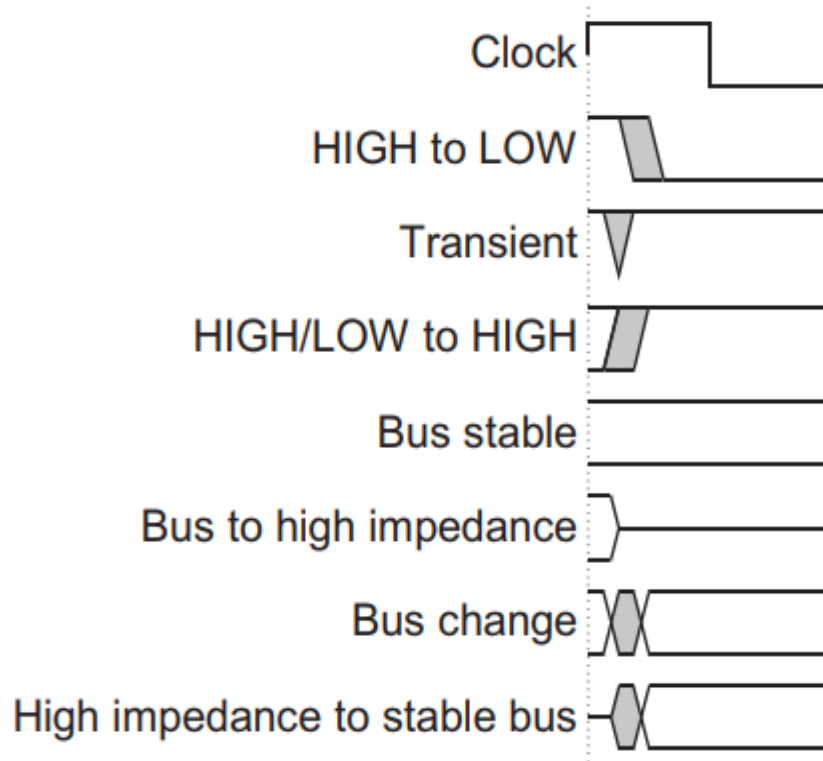 Clock
HIGH to LOW
Transient
HIGH/LOW to HIGH
Bus stable
Bus to high impedance
Bus change
High impedance to stable bus